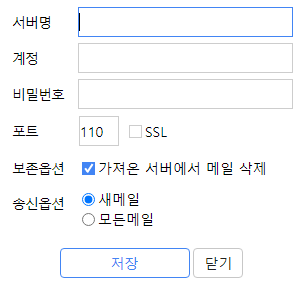 서버명
계정
비밀번호
포트 110 SSL
보존옵션 가져온 서버에서 메일 삭제
송신옵션 새메일
모든메일
저장 닫기